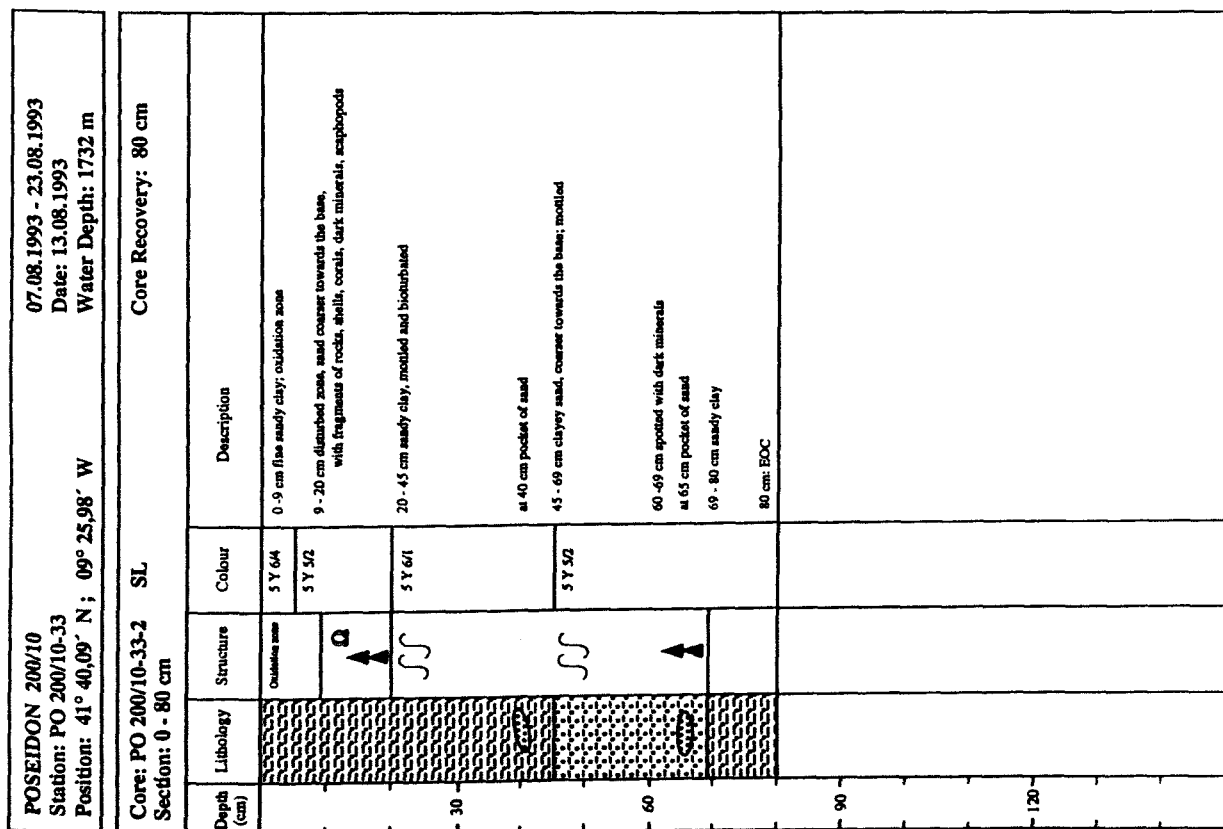 POSEIDON 200/10 07.08.1993 - 23.08.1993
Station: PO 200/10-33 Date: 13.08.1993
Position: 41° 40,09´ N ; 09° 25,98´ W Water Depth: 1732 m
Core: PO 200/10-33-2 SL Core Recovery: 80 cm
Section: 0 - 80 cm
Depth (cm) Lithology Structure Colour Description
Oxidation zone 5 Y 6/4 0 -9 cm fine sandy clay; oxidation zone
5 Y 5/2 9 - 20 cm disturbed zone, sand coarser towards the base,
with fragments of rocks, shells, corals, dark minerals, scaphopods
Ω
5 Y 6/1 20 - 45 cm sandy clay, mottled and bioturbated
30
at 40 cm pocket of sand
5 Y 5/2 45 - 69 cm clayey sand, coarser towards the base; mottled
60
60 -69 cm spotted with dark minerals
at 65 cm pocket of sand
69 - 80 cm sandy clay
80 cm: EOC
90
120